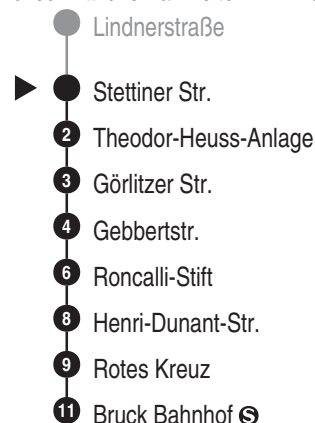 Lindnerstraße
Stettiner Str.
2 Theodor-Heuss-Anlage
3 Görlitzer Str.
4 Gebbertstr.
6 Roncalli-Stift
8 Henri-Dunant-Str.
9 Rotes Kreuz
11 Bruck Bahnhof S